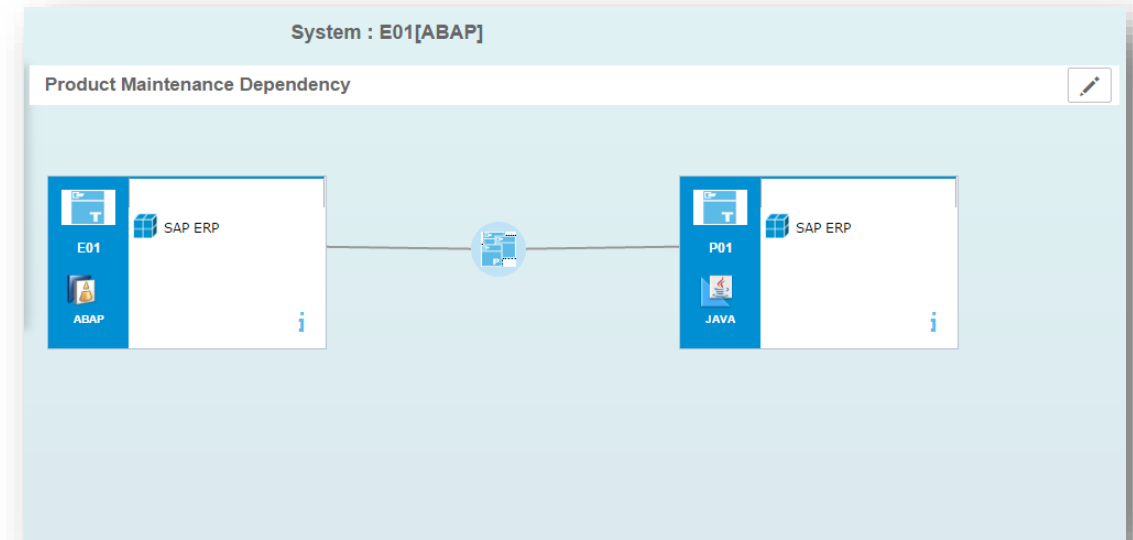 System : E01[ABAP]
Product Maintenance Dependency
SAP ERP
E01
ABAP
i
SAP ERP
P01
JAVA
i